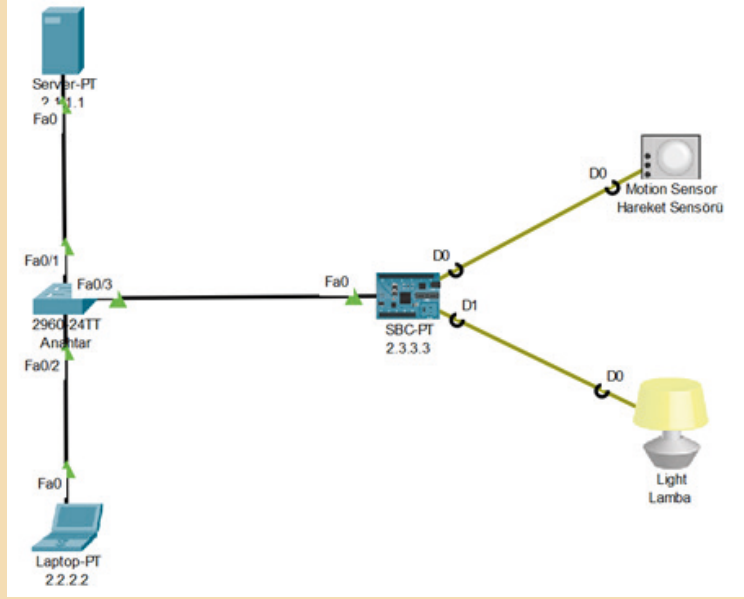 Server-PT
Fa0
Fa0/1
Fa0/3
2960-24TT
Anahtar
Fa0/2
Fa0
Laptop-PT
2.2.2.2
Fa0
SBC-PT
2.3.3.3
D0
D1
D0
Motion Sensor
Hareket Sensörü
D0
Light
Lamba